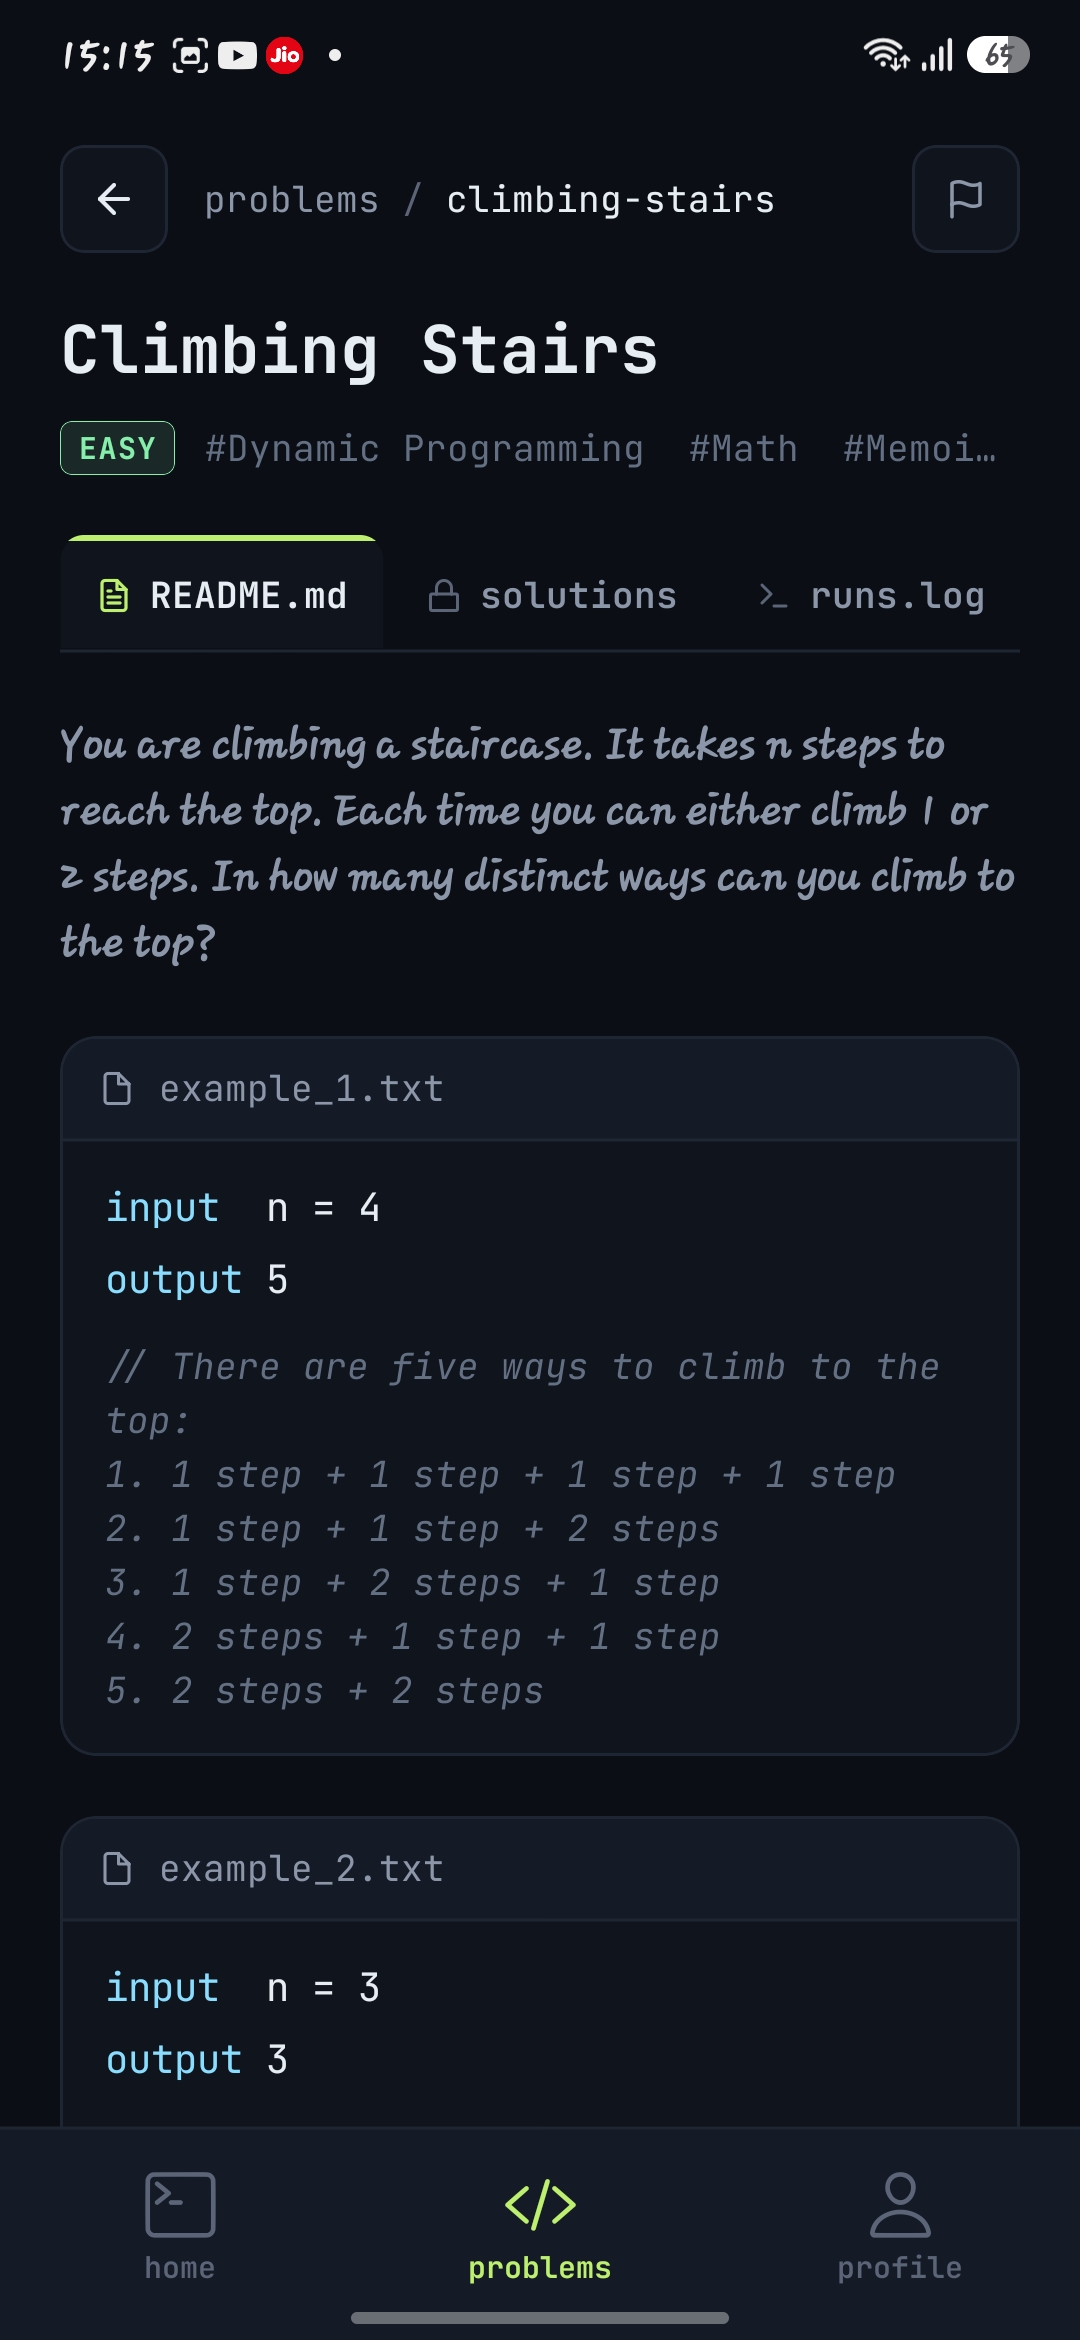 15:15 Jio 65
problems / climbing-stairs
Climbing Stairs
EASY #Dynamic Programming #Math #Memoi…
README.md solutions runs.log
You are climbing a staircase. It takes n steps to
reach the top. Each time you can either climb 1 or
2 steps. In how many distinct ways can you climb to
the top?
example_1.txt
input n = 4
output 5
// There are five ways to climb to the
top:
1. 1 step + 1 step + 1 step + 1 step
2. 1 step + 1 step + 2 steps
3. 1 step + 2 steps + 1 step
4. 2 steps + 1 step + 1 step
5. 2 steps + 2 steps
example_2.txt
input n = 3
output 3
home problems profile